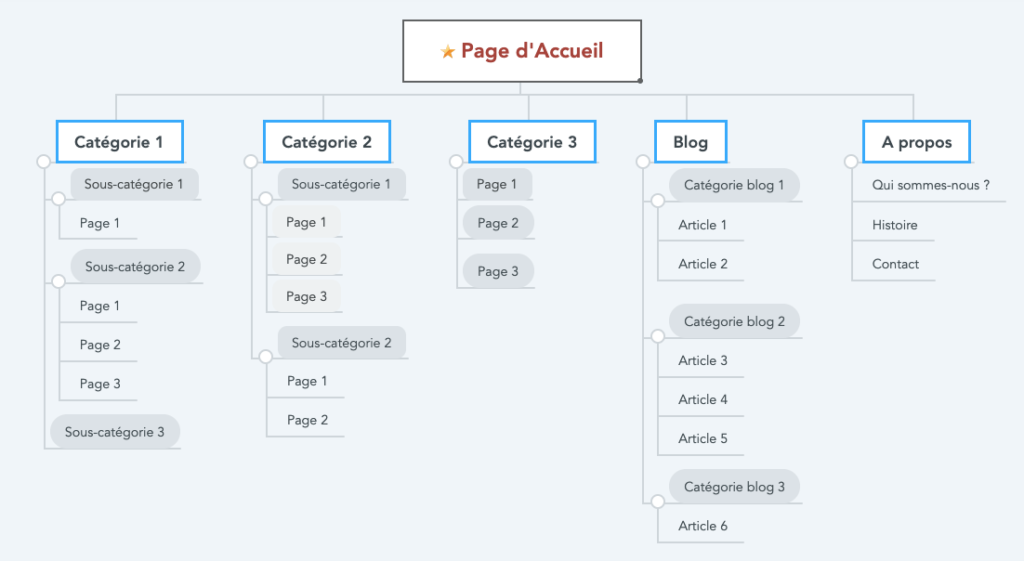 Page d'Accueil
Catégorie 1
Sous-catégorie 1
Page 1
Sous-catégorie 2
Page 1
Page 2
Page 3
Sous-catégorie 3
Catégorie 2
Sous-catégorie 1
Page 1
Page 2
Page 3
Sous-catégorie 2
Page 1
Page 2
Catégorie 3
Page 1
Page 2
Page 3
Blog
Catégorie blog 1
Article 1
Article 2
Catégorie blog 2
Article 3
Article 4
Article 5
Catégorie blog 3
Article 6
A propos
Qui sommes-nous ?
Histoire
Contact